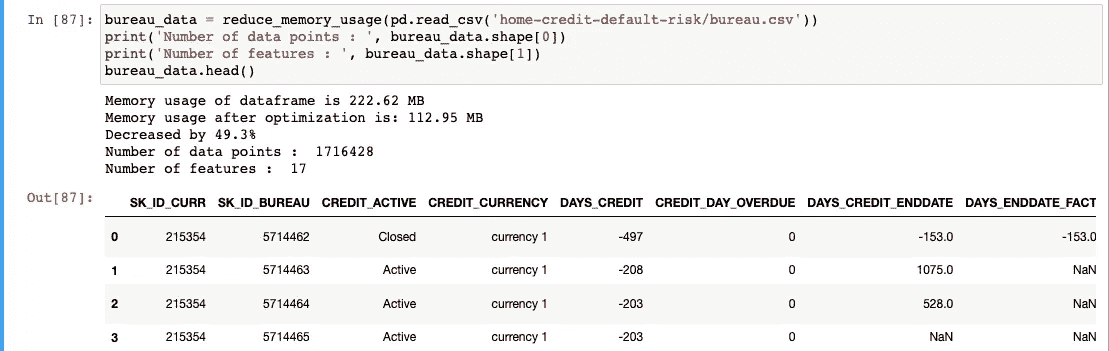 In [87]: bureau_data = reduce_memory_usage(pd.read_csv('home-credit-default-risk/bureau.csv'))
print('Number of data points : ', bureau_data.shape[0])
print('Number of features : ', bureau_data.shape[1])
bureau_data.head()
Memory usage of dataframe is 222.62 MB
Memory usage after optimization is: 112.95 MB
Decreased by 49.3%
Number of data points :  1716428
Number of features :  17
Out[87]: SK_ID_CURR SK_ID_BUREAU CREDIT_ACTIVE CREDIT_CURRENCY DAYS_CREDIT CREDIT_DAY_OVERDUE DAYS_CREDIT_ENDDATE DAYS_ENDDATE_FACT
0 215354 5714462 Closed currency 1 -497 0 -153.0 -153.0
1 215354 5714463 Active currency 1 -208 0 1075.0 NaN
2 215354 5714464 Active currency 1 -203 0 528.0 NaN
3 215354 5714465 Active currency 1 -203 0 NaN NaN